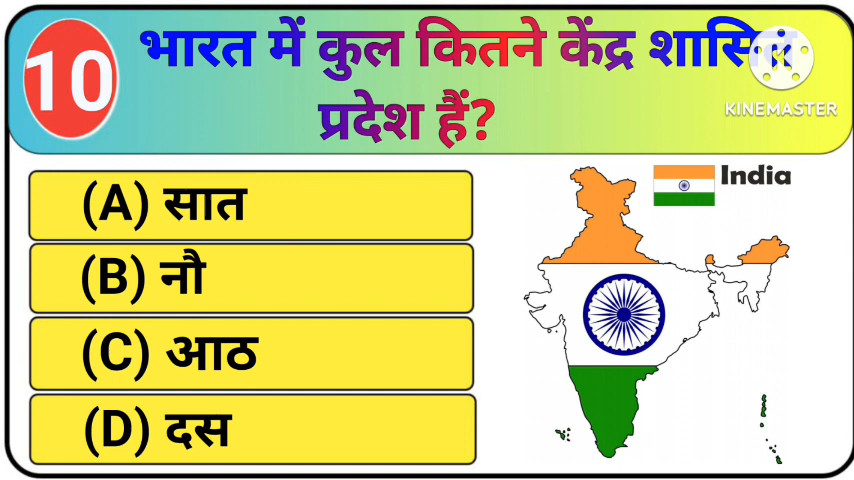 10
भारत में कुल कितने केंद्र शासित
प्रदेश हैं?
KINEMASTER
India
(A) सात
(B) नौ
(C) आठ
(D) दस